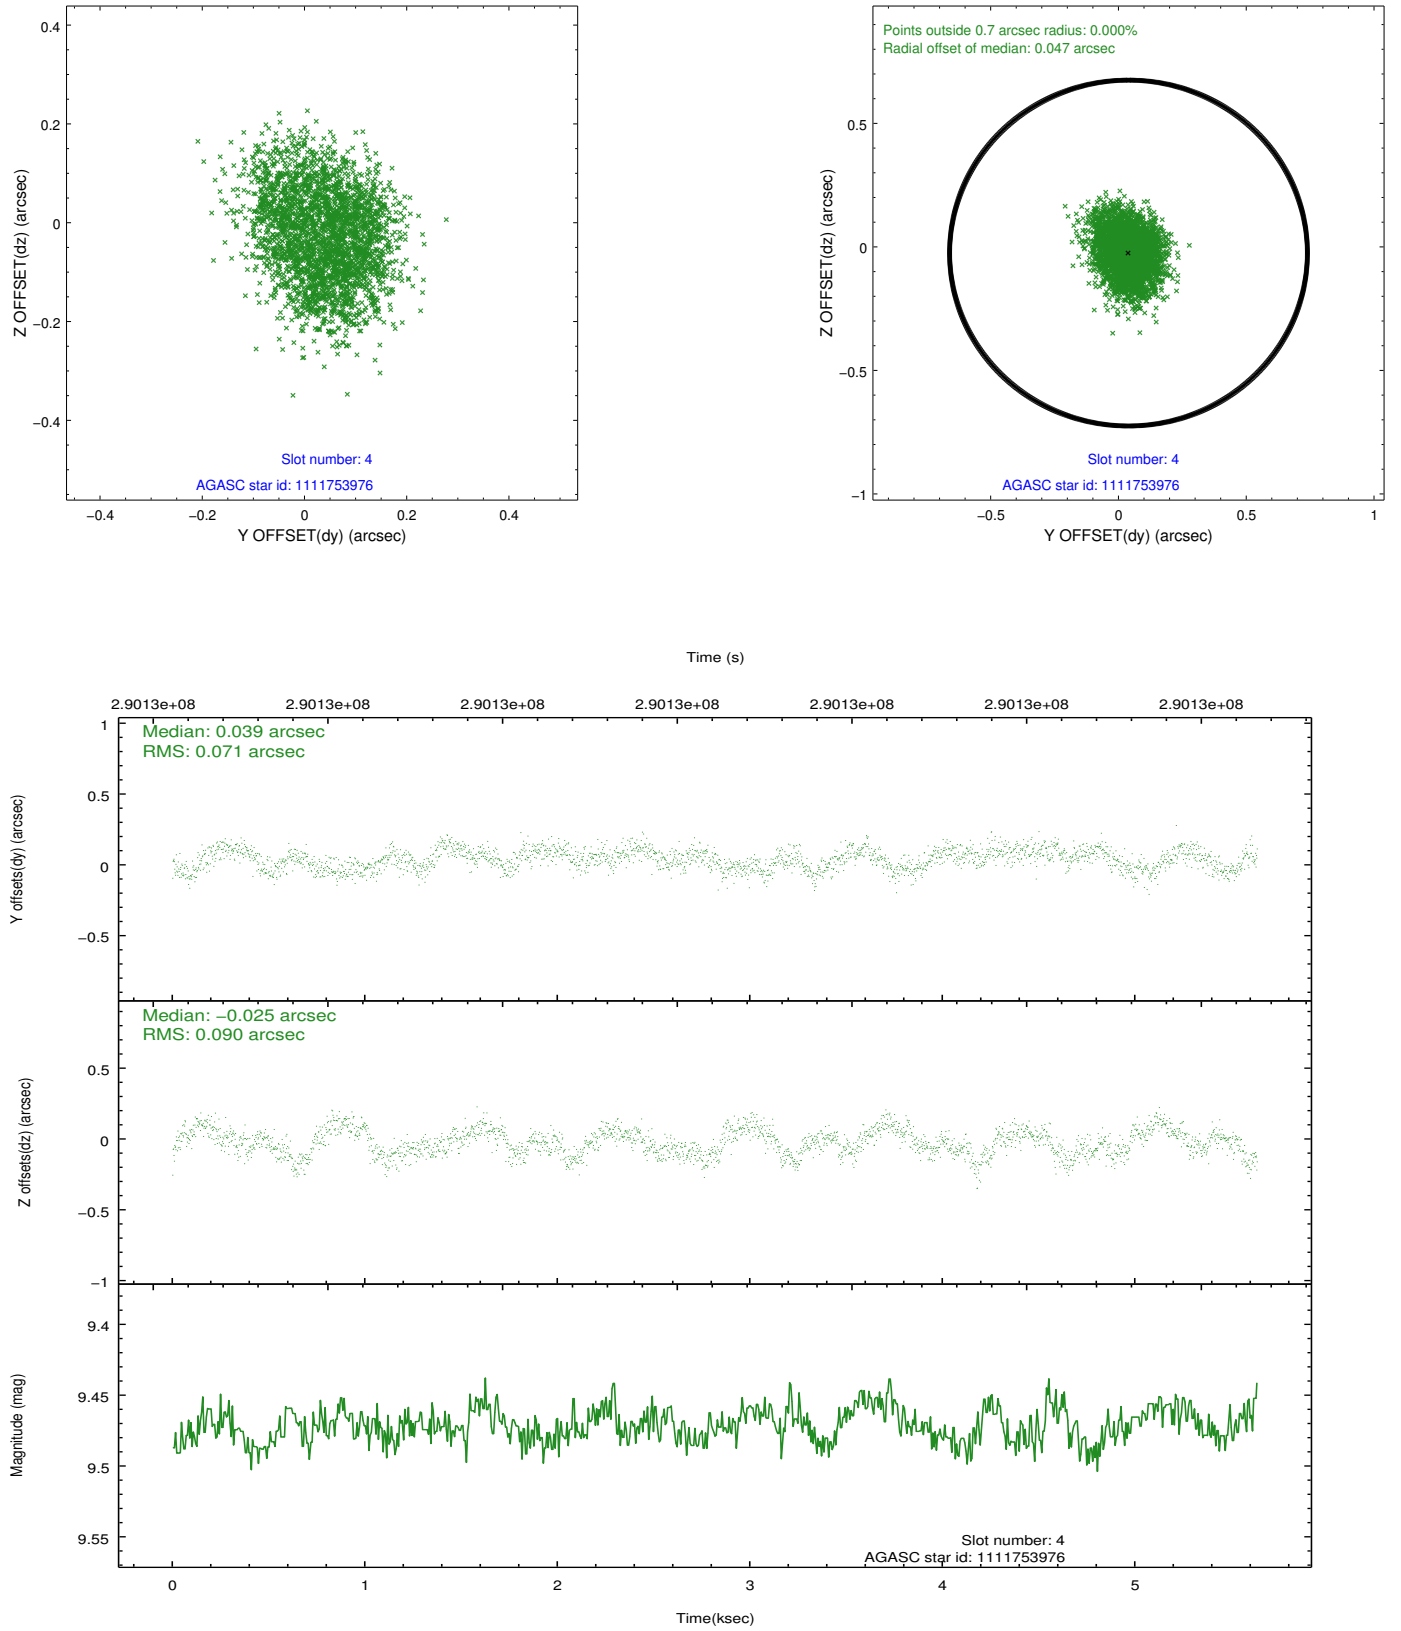 0.4
0.2
0
−0.2
−0.4
Z OFFSET(dz) (arcsec)
Slot number: 4
AGASC star id: 1111753976
−0.4 −0.2 0 0.2 0.4
Y OFFSET(dy) (arcsec)
Points outside 0.7 arcsec radius: 0.000%
Radial offset of median: 0.047 arcsec
0.5
0
−0.5
−1
Z OFFSET(dz) (arcsec)
Slot number: 4
AGASC star id: 1111753976
−0.5 0 0.5 1
Y OFFSET(dy) (arcsec)
Time (s)
2.9013e+08 2.9013e+08 2.9013e+08 2.9013e+08 2.9013e+08 2.9013e+08 2.9013e+08
Median: 0.039 arcsec
RMS: 0.071 arcsec
1
0.5
0
−0.5
Y offsets(dy) (arcsec)
Median: −0.025 arcsec
RMS: 0.090 arcsec
0.5
0
−0.5
−1
Z offsets(dz) (arcsec)
9.4
9.45
9.5
9.55
Magnitude (mag)
Slot number: 4
AGASC star id: 1111753976
0 1 2 3 4 5
Time(ksec)